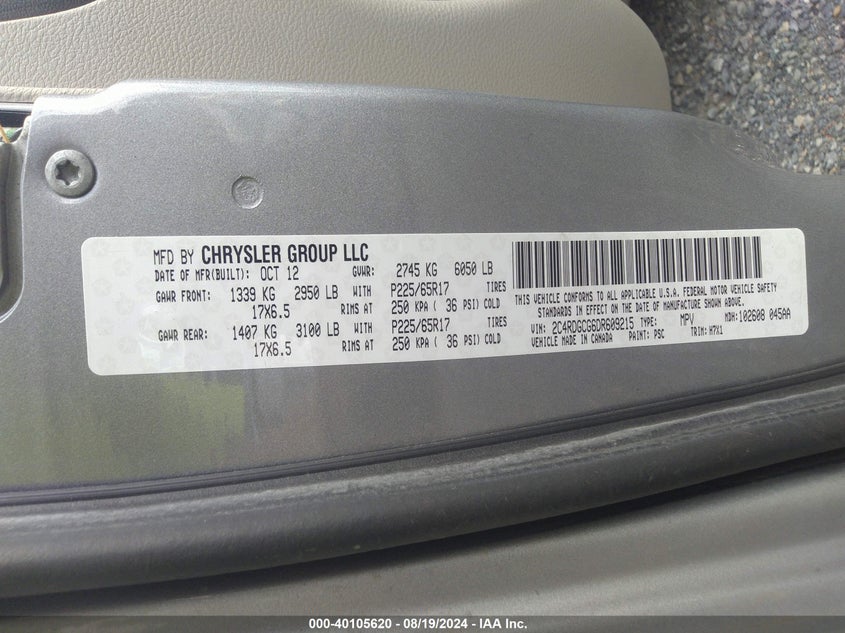 MFD BY CHRYSLER GROUP LLC
DATE OF MFR(BUILT): OCT 12 GVWR: 2745 KG 6050 LB
GAWR FRONT: 1339 KG 2950 LB WITH P225/65R17 TIRES
17X6.5 RIMS AT 250 KPA ( 36 PSI) COLD
GAWR REAR: 1407 KG 3100 LB WITH P225/65R17 TIRES
17X6.5 RIMS AT 250 KPA ( 36 PSI) COLD
THIS VEHICLE CONFORMS TO ALL APPLICABLE U.S.A. FEDERAL MOTOR VEHICLE SAFETY
STANDARDS IN EFFECT ON THE DATE OF MANUFACTURE SHOWN ABOVE.
VIN: 2C4RDGCG6DR609215 TYPE: MPV MDH:102608 045AA
VEHICLE MADE IN CANADA PAINT: PSC TRIM: H7X1
000-40105620 - 08/19/2024 - IAA Inc.